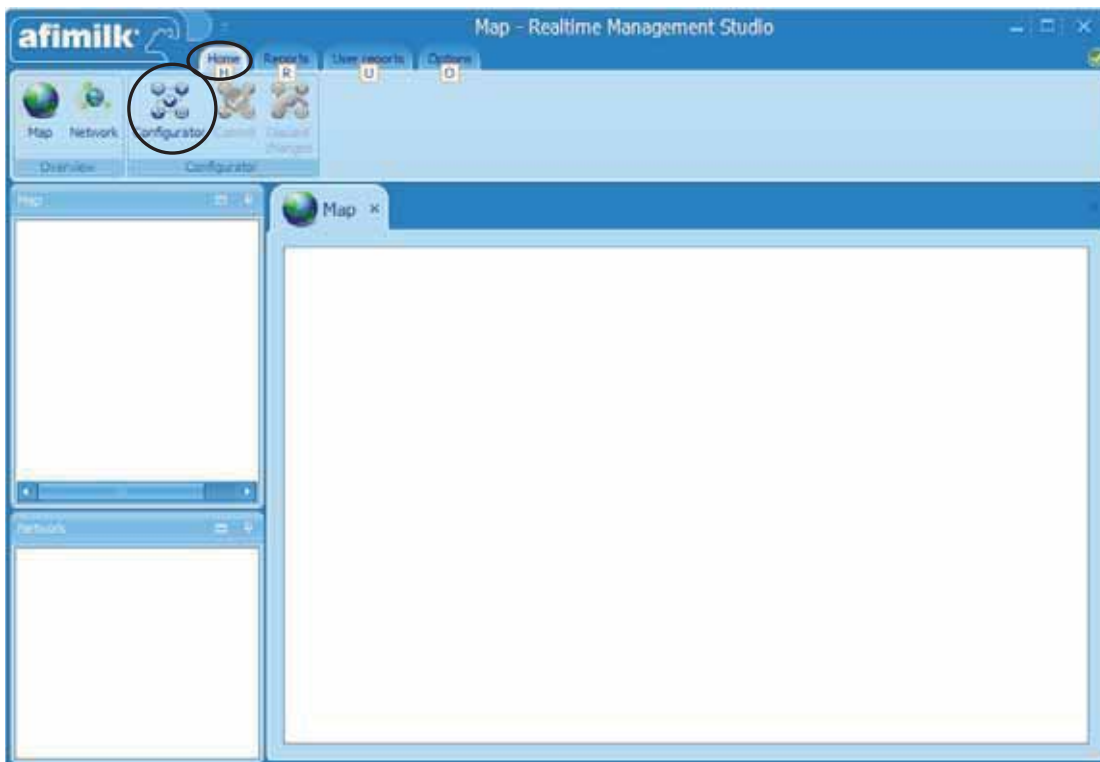 afimilk
Map - Realtime Management Studio
Home Reports User reports Options
H R U O
Map Network Configurator Commit Discard changes
Overview Configurator
Map
Map ×
Network